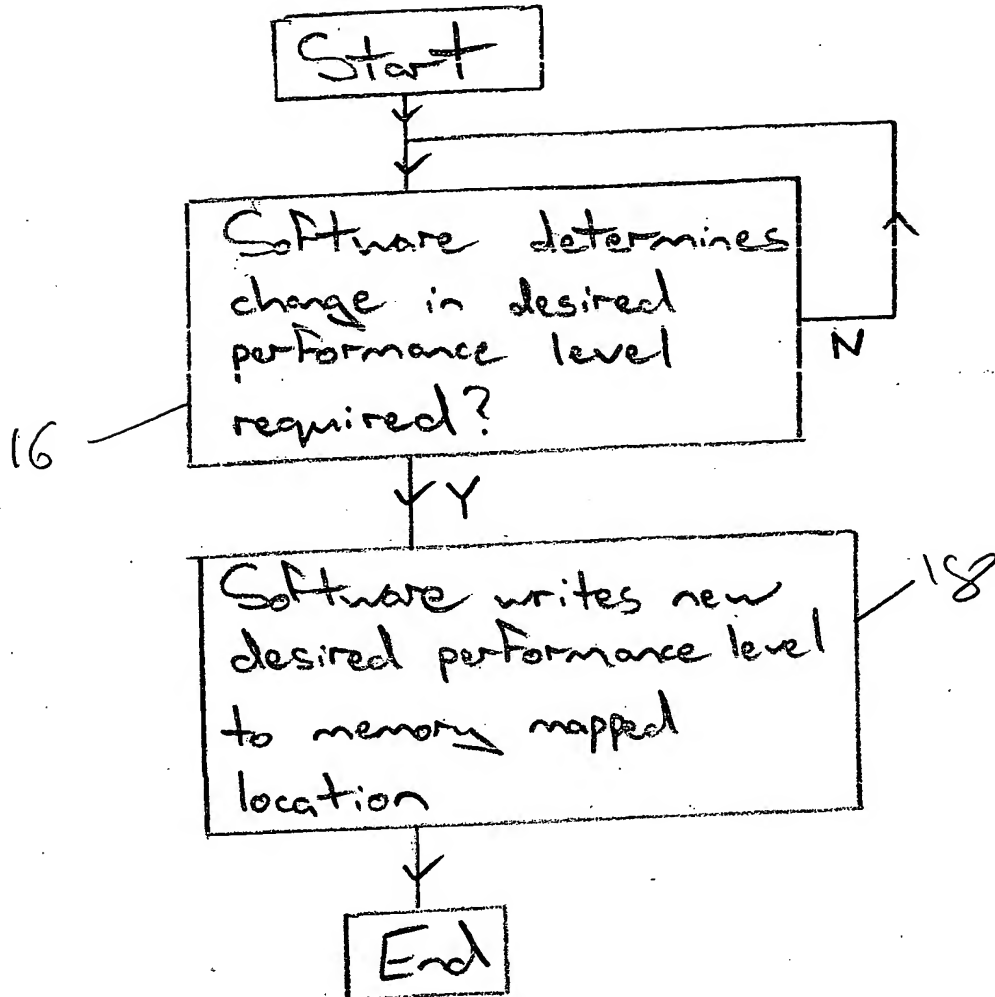 Start
Software determines
change in desired
performance level
required?
N
16
Y
Software writes new
desired performance level
to memory mapped
location
18
End